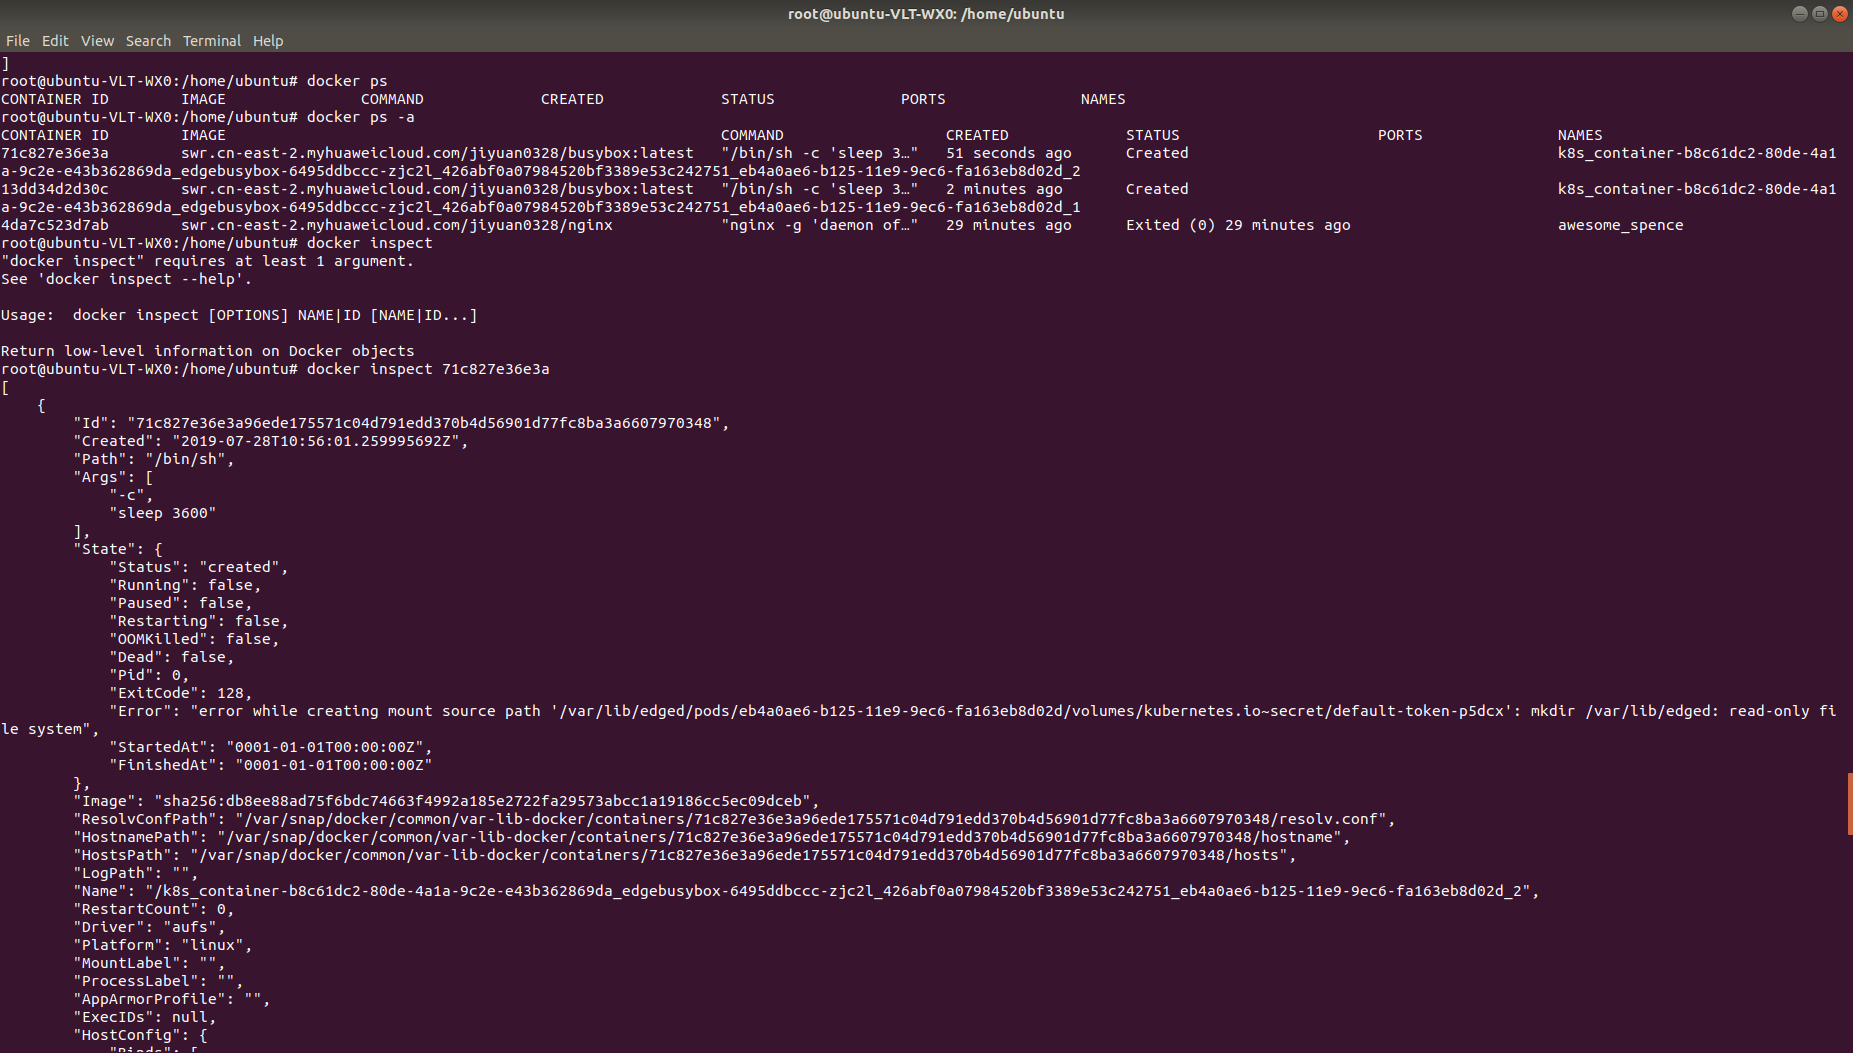 root@ubuntu-VLT-WX0: /home/ubuntu
File Edit View Search Terminal Help
]
root@ubuntu-VLT-WX0:/home/ubuntu# docker ps
CONTAINER ID        IMAGE               COMMAND             CREATED             STATUS              PORTS               NAMES
root@ubuntu-VLT-WX0:/home/ubuntu# docker ps -a
CONTAINER ID        IMAGE                                                       COMMAND                  CREATED             STATUS                      PORTS               NAMES
71c827e36e3a        swr.cn-east-2.myhuaweicloud.com/jiyuan0328/busybox:latest   "/bin/sh -c 'sleep 3…"   51 seconds ago      Created                                         k8s_container-b8c61dc2-80de-4a1
a-9c2e-e43b362869da_edgebusybox-6495ddbccc-zjc2l_426abf0a07984520bf3389e53c242751_eb4a0ae6-b125-11e9-9ec6-fa163eb8d02d_2
13dd34d2d30c        swr.cn-east-2.myhuaweicloud.com/jiyuan0328/busybox:latest   "/bin/sh -c 'sleep 3…"   2 minutes ago       Created                                         k8s_container-b8c61dc2-80de-4a1
a-9c2e-e43b362869da_edgebusybox-6495ddbccc-zjc2l_426abf0a07984520bf3389e53c242751_eb4a0ae6-b125-11e9-9ec6-fa163eb8d02d_1
4da7c523d7ab        swr.cn-east-2.myhuaweicloud.com/jiyuan0328/nginx            "nginx -g 'daemon of…"   29 minutes ago      Exited (0) 29 minutes ago                       awesome_spence
root@ubuntu-VLT-WX0:/home/ubuntu# docker inspect
"docker inspect" requires at least 1 argument.
See 'docker inspect --help'.
Usage:  docker inspect [OPTIONS] NAME|ID [NAME|ID...]
Return low-level information on Docker objects
root@ubuntu-VLT-WX0:/home/ubuntu# docker inspect 71c827e36e3a
[
    {
        "Id": "71c827e36e3a96ede175571c04d791edd370b4d56901d77fc8ba3a6607970348",
        "Created": "2019-07-28T10:56:01.259995692Z",
        "Path": "/bin/sh",
        "Args": [
            "-c",
            "sleep 3600"
        ],
        "State": {
            "Status": "created",
            "Running": false,
            "Paused": false,
            "Restarting": false,
            "OOMKilled": false,
            "Dead": false,
            "Pid": 0,
            "ExitCode": 128,
            "Error": "error while creating mount source path '/var/lib/edged/pods/eb4a0ae6-b125-11e9-9ec6-fa163eb8d02d/volumes/kubernetes.io~secret/default-token-p5dcx': mkdir /var/lib/edged: read-only fi
le system",
            "StartedAt": "0001-01-01T00:00:00Z",
            "FinishedAt": "0001-01-01T00:00:00Z"
        },
        "Image": "sha256:db8ee88ad75f6bdc74663f4992a185e2722fa29573abcc1a19186cc5ec09dceb",
        "ResolvConfPath": "/var/snap/docker/common/var-lib-docker/containers/71c827e36e3a96ede175571c04d791edd370b4d56901d77fc8ba3a6607970348/resolv.conf",
        "HostnamePath": "/var/snap/docker/common/var-lib-docker/containers/71c827e36e3a96ede175571c04d791edd370b4d56901d77fc8ba3a6607970348/hostname",
        "HostsPath": "/var/snap/docker/common/var-lib-docker/containers/71c827e36e3a96ede175571c04d791edd370b4d56901d77fc8ba3a6607970348/hosts",
        "LogPath": "",
        "Name": "/k8s_container-b8c61dc2-80de-4a1a-9c2e-e43b362869da_edgebusybox-6495ddbccc-zjc2l_426abf0a07984520bf3389e53c242751_eb4a0ae6-b125-11e9-9ec6-fa163eb8d02d_2",
        "RestartCount": 0,
        "Driver": "aufs",
        "Platform": "linux",
        "MountLabel": "",
        "ProcessLabel": "",
        "AppArmorProfile": "",
        "ExecIDs": null,
        "HostConfig": {
            "Binds": [